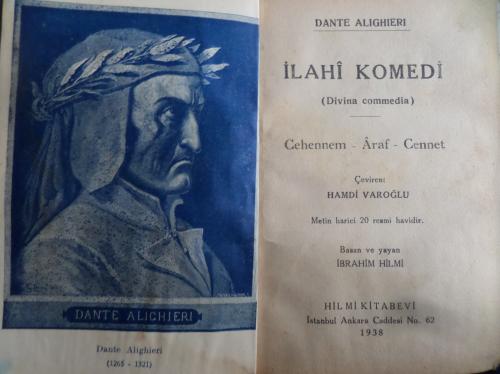 DANTE ALIGHIERI
Dante Alighieri
(1265 - 1321)
DANTE ALIGHIERI
İLAHÎ KOMEDİ
(Divina commedia)
Cehennem - Âraf - Cennet
Çeviren:
HAMDİ VAROĞLU
Metin harici 20 resmi havidir.
Basan ve yayan
İBRAHİM HİLMİ
HİLMİ KİTABEVİ
İstanbul Ankara Caddesi No. 62
1938